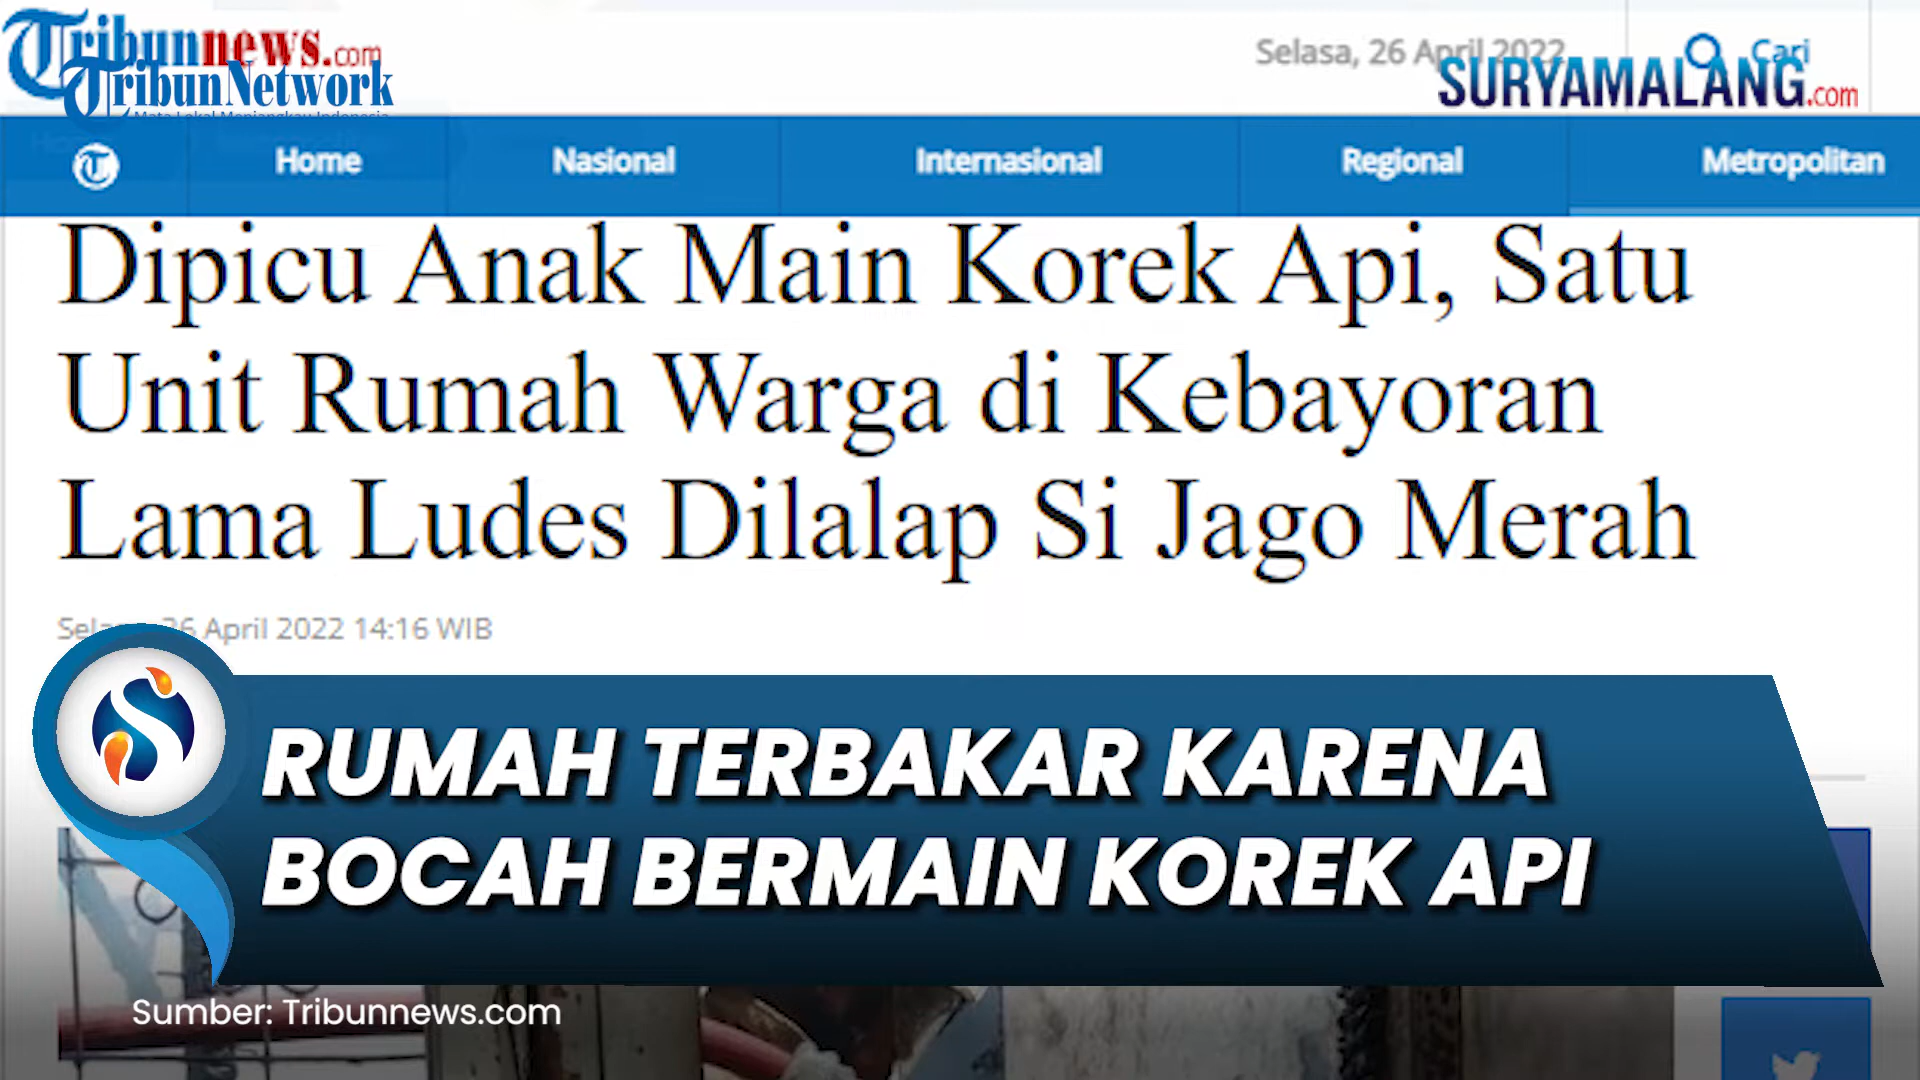 Tribunnews.com
TribunNetwork
Selasa, 26 April 2022
Cari
SURYAMALANG.com
Home
Nasional
Internasional
Regional
Metropolitan
Dipicu Anak Main Korek Api, Satu
Unit Rumah Warga di Kebayoran
Lama Ludes Dilalap Si Jago Merah
26 April 2022 14:16 WIB
RUMAH TERBAKAR KARENA
BOCAH BERMAIN KOREK API
Sumber: Tribunnews.com